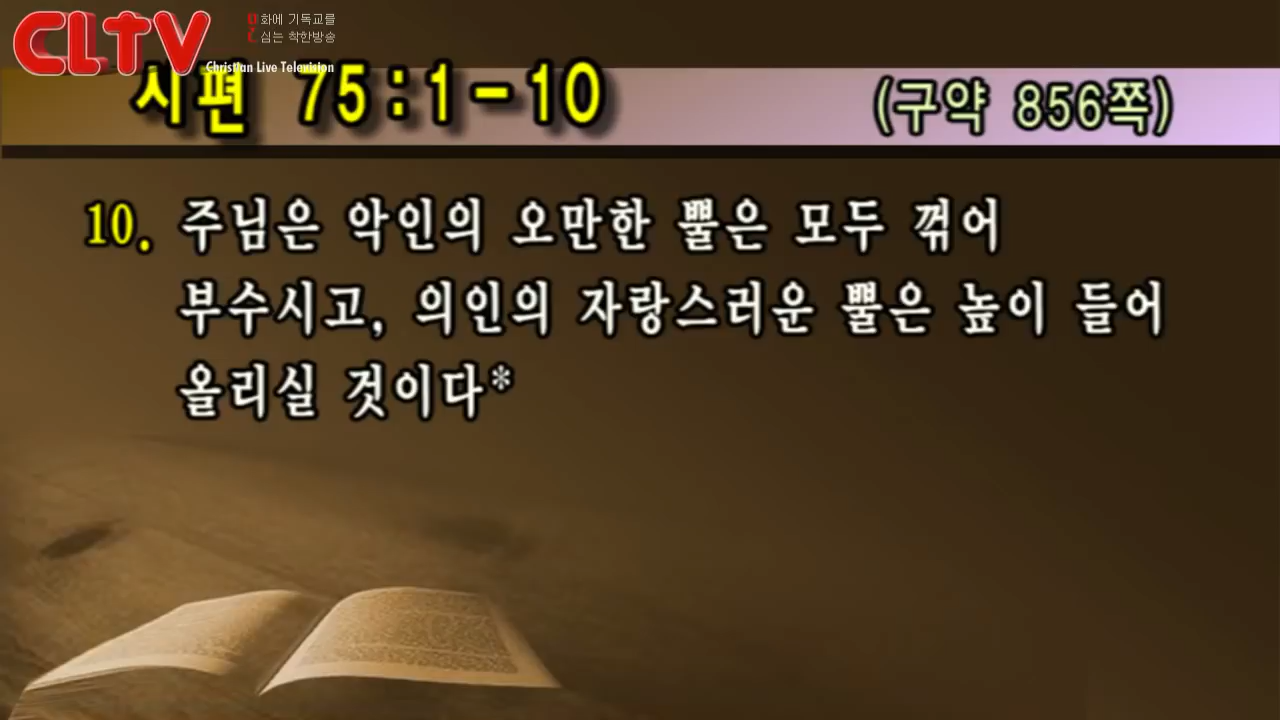 CLTV
화에 기독교를
심는 착한방송
Christian Live Television
시편 75:1-10 (구약 856쪽)
10. 주님은 악인의 오만한 뿔은 모두 꺾어
부수시고, 의인의 자랑스러운 뿔은 높이 들어
올리실 것이다*